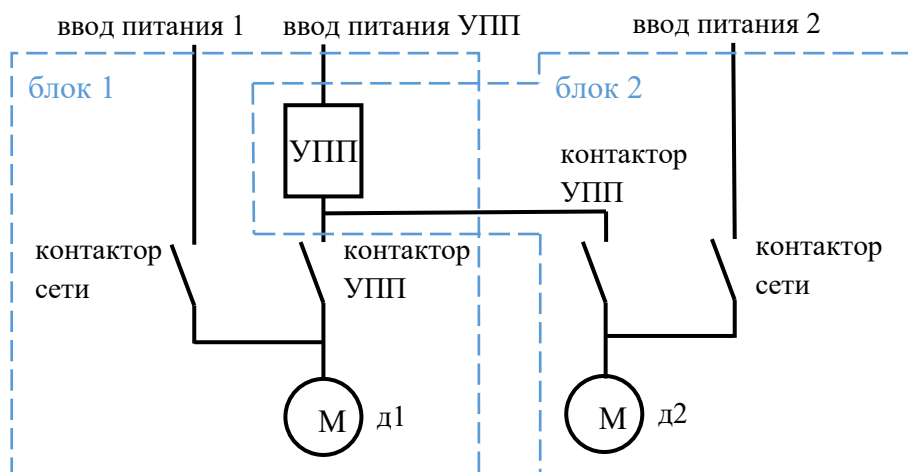 ввод питания 1
ввод питания УПП
ввод питания 2
блок 1
блок 2
УПП
контактор
УПП
контактор
сети
контактор
УПП
контактор
сети
М
д1
М
д2